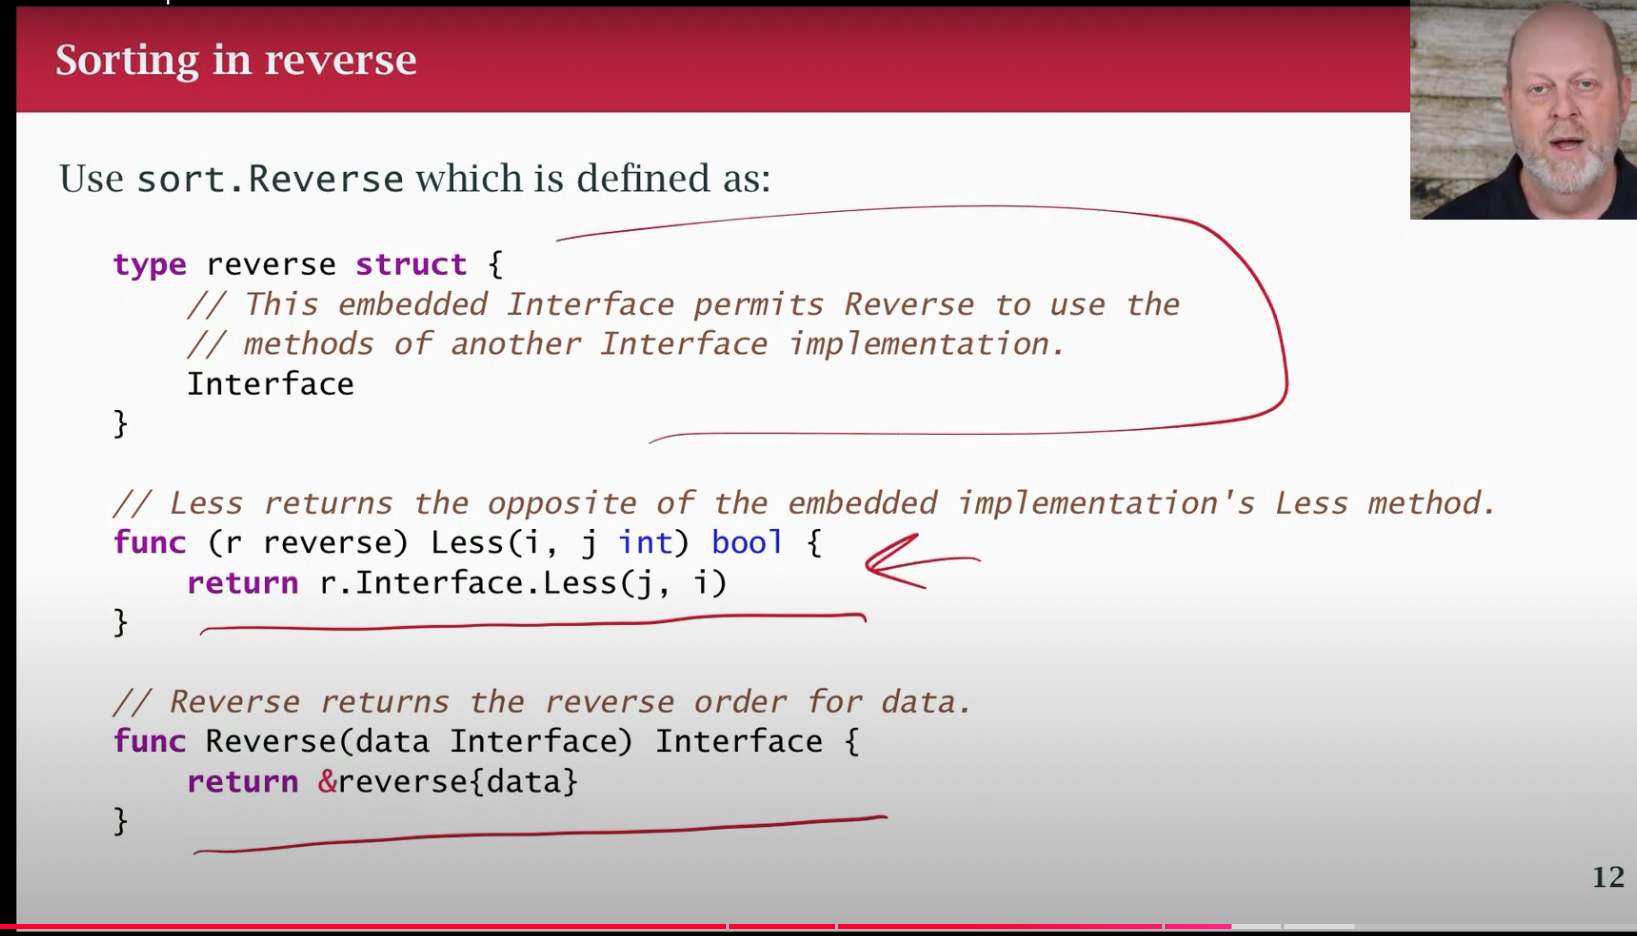 Sorting in reverse
Use sort.Reverse which is defined as:
type reverse struct {
// This embedded Interface permits Reverse to use the
// methods of another Interface implementation.
Interface
}
// Less returns the opposite of the embedded implementation's Less method.
func (r reverse) Less(i, j int) bool {
return r.Interface.Less(j, i)
}
// Reverse returns the reverse order for data.
func Reverse(data Interface) Interface {
return &reverse{data}
}
12